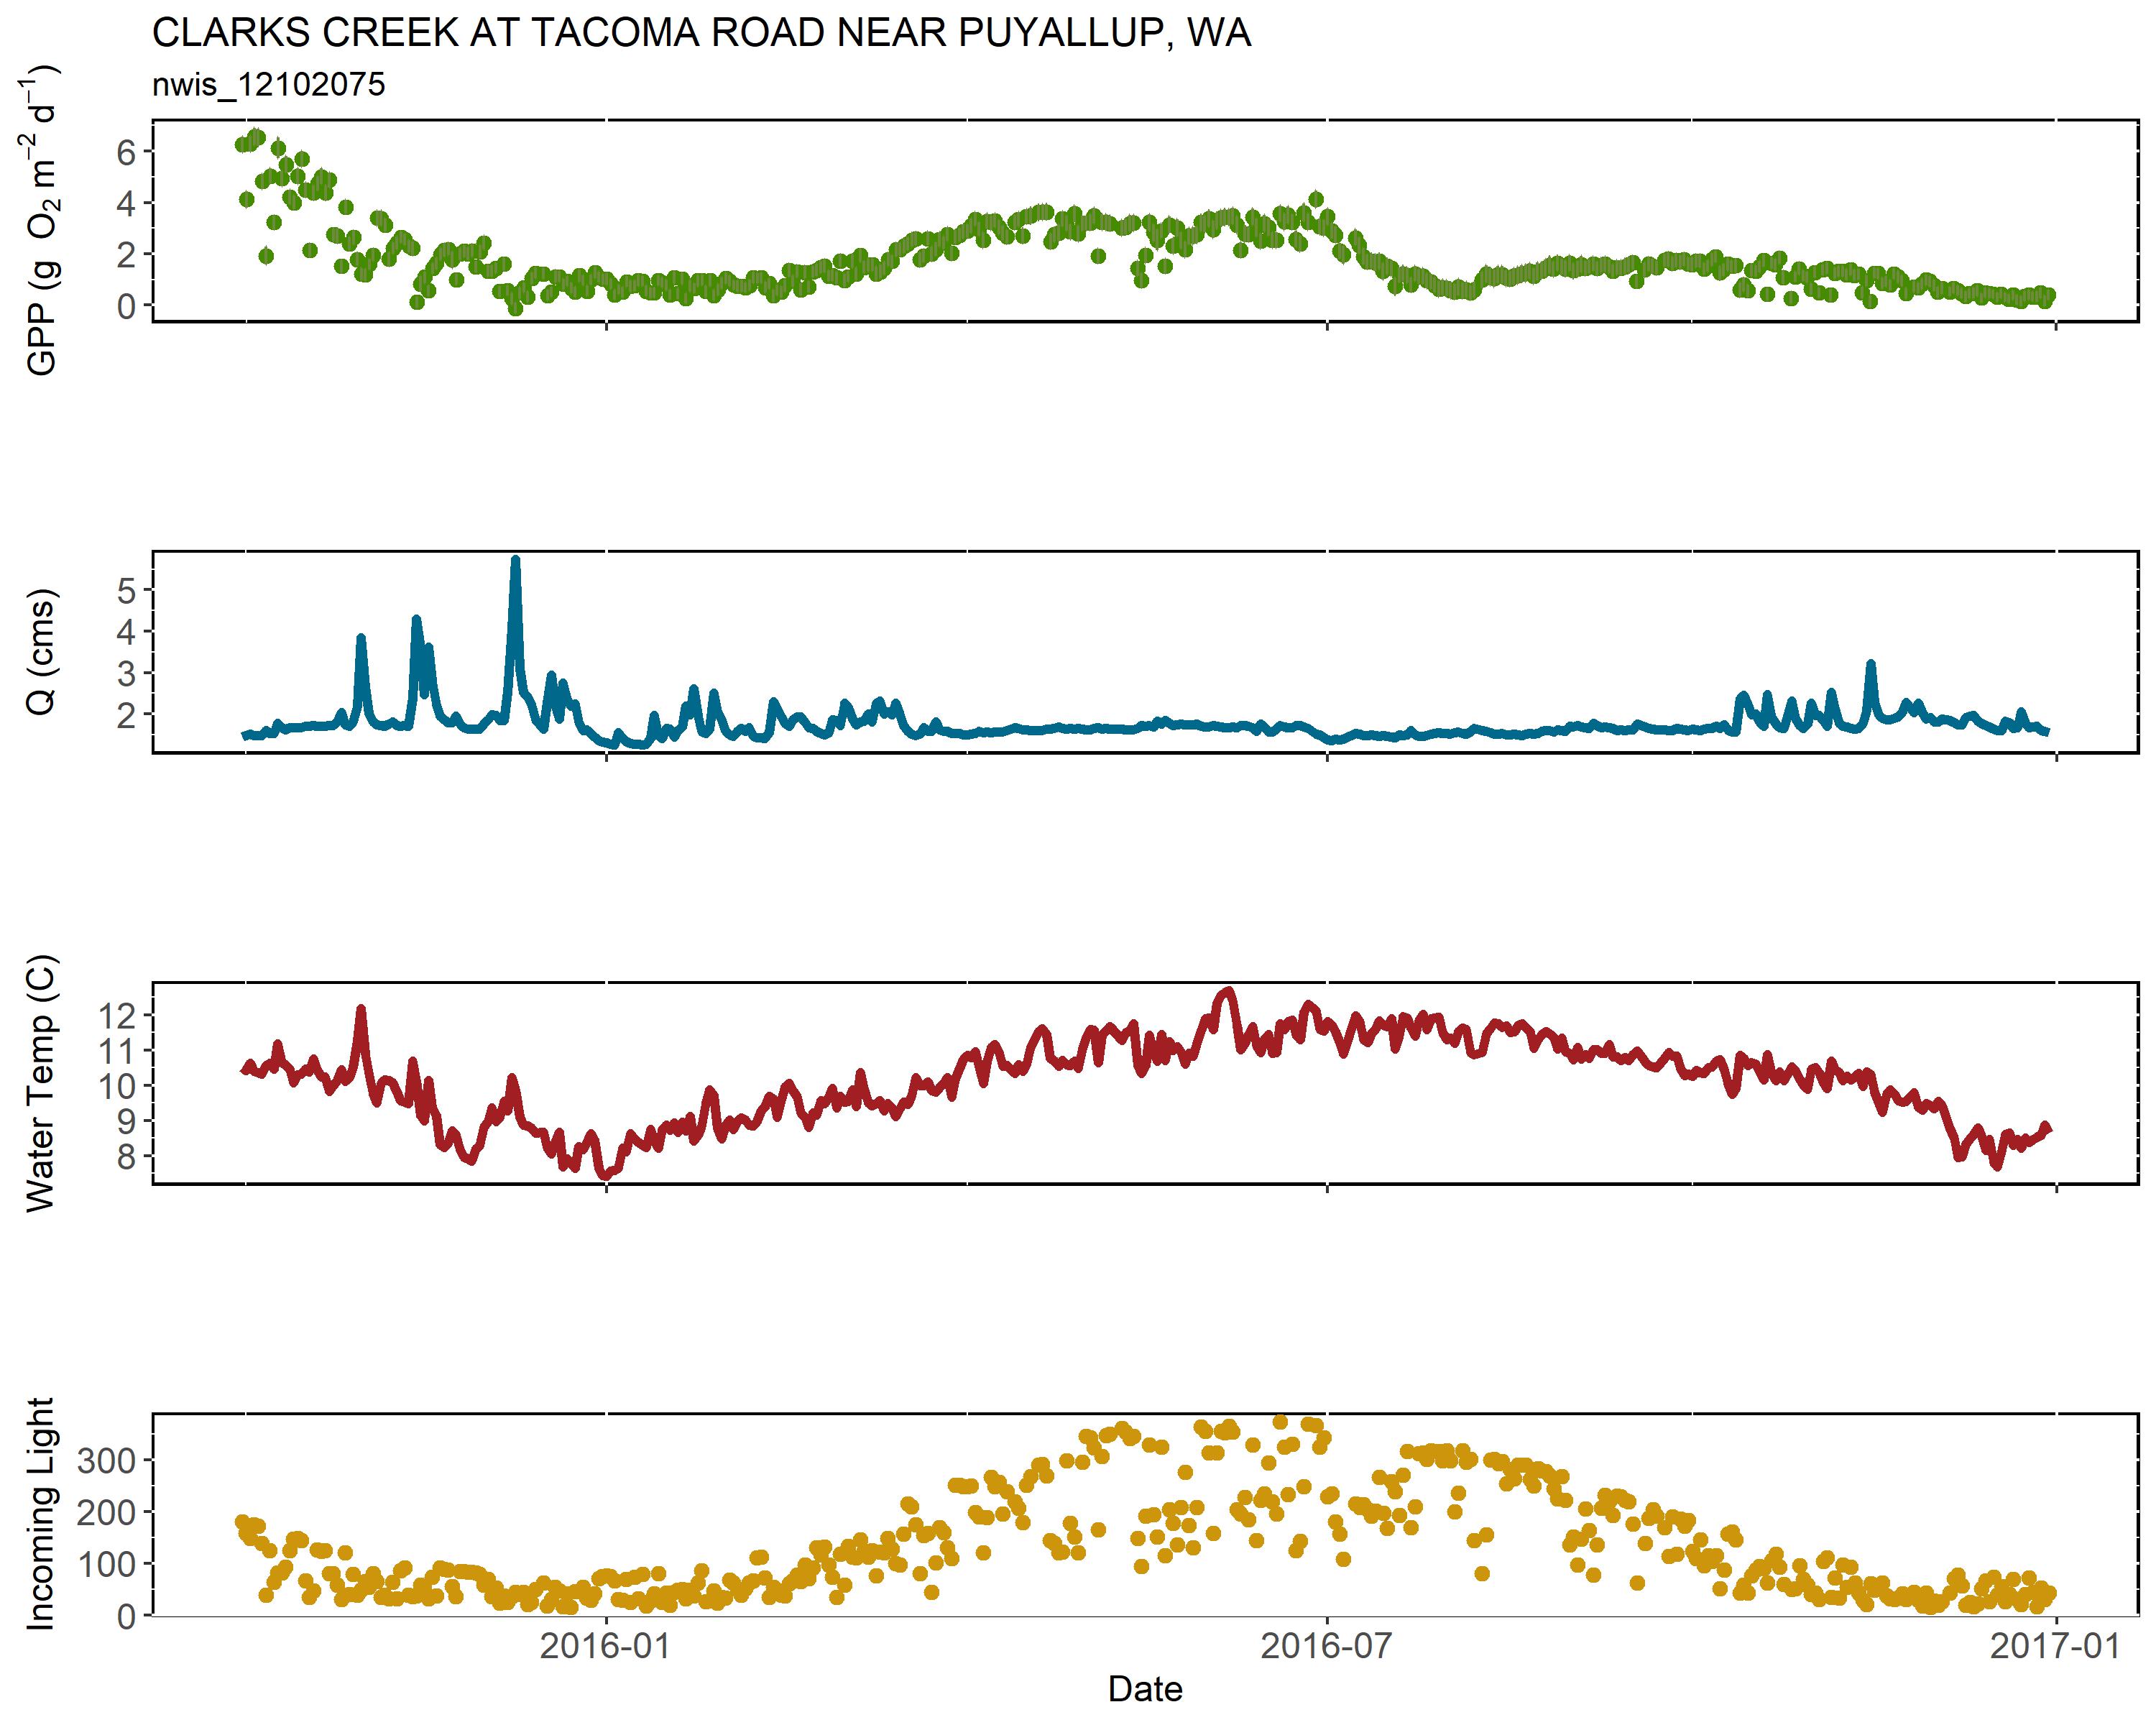 CLARKS CREEK AT TACOMA ROAD NEAR PUYALLUP, WA
nwis_12102075
GPP (g O₂ m⁻² d⁻¹)
6
4
2
0
Q (cms)
5
4
3
2
Water Temp (C)
12
11
10
9
8
Incoming Light
300
200
100
0
2016-01 2016-07 2017-01
Date